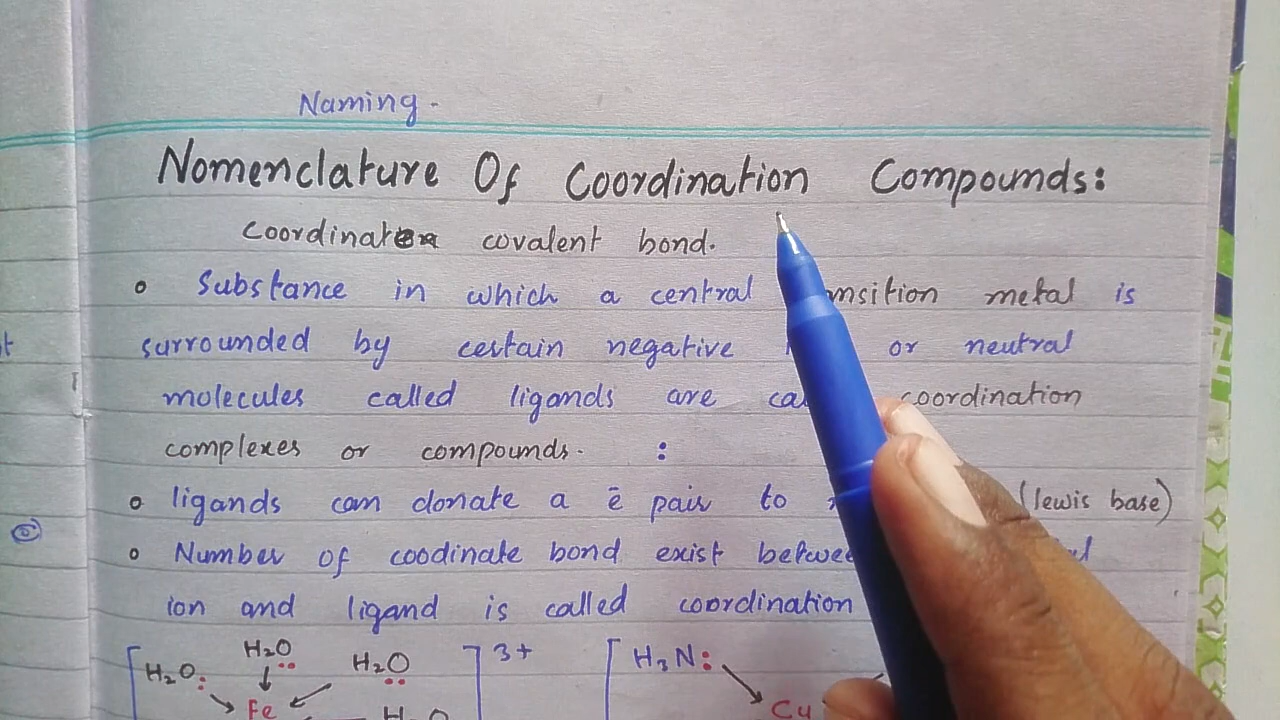 Naming.
Nomenclature Of Coordination Compounds:
Coordinate covalent bond.
Substance in which a central metal is
surrounded by certain negative or neutral
molecules called ligands are coordination
complexes or compounds. :
ligands can donate a ē pair to (lewis base)
Number of coodinate bond exist
ion and ligand is called coordination
[ H₂O: H₂O H₂O ] 3+ [ H₃N:
Fe H₂O Cu